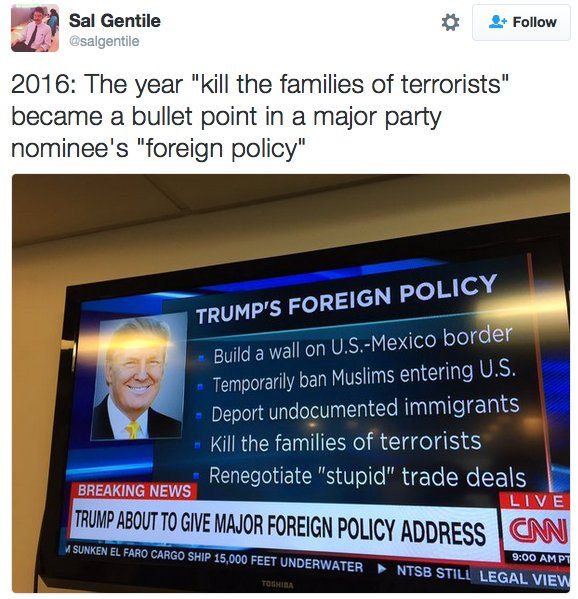 Sal Gentile
@salgentile
Follow
2016: The year "kill the families of terrorists"
became a bullet point in a major party
nominee's "foreign policy"
TRUMP'S FOREIGN POLICY
Build a wall on U.S.-Mexico border
Temporarily ban Muslims entering U.S.
Deport undocumented immigrants
Kill the families of terrorists
Renegotiate "stupid" trade deals
BREAKING NEWS
LIVE
TRUMP ABOUT TO GIVE MAJOR FOREIGN POLICY ADDRESS
CNN
9:00 AM PT
SUNKEN EL FARO CARGO SHIP 15,000 FEET UNDERWATER ▶ NTSB STILL
LEGAL VIEW
TOSHIBA